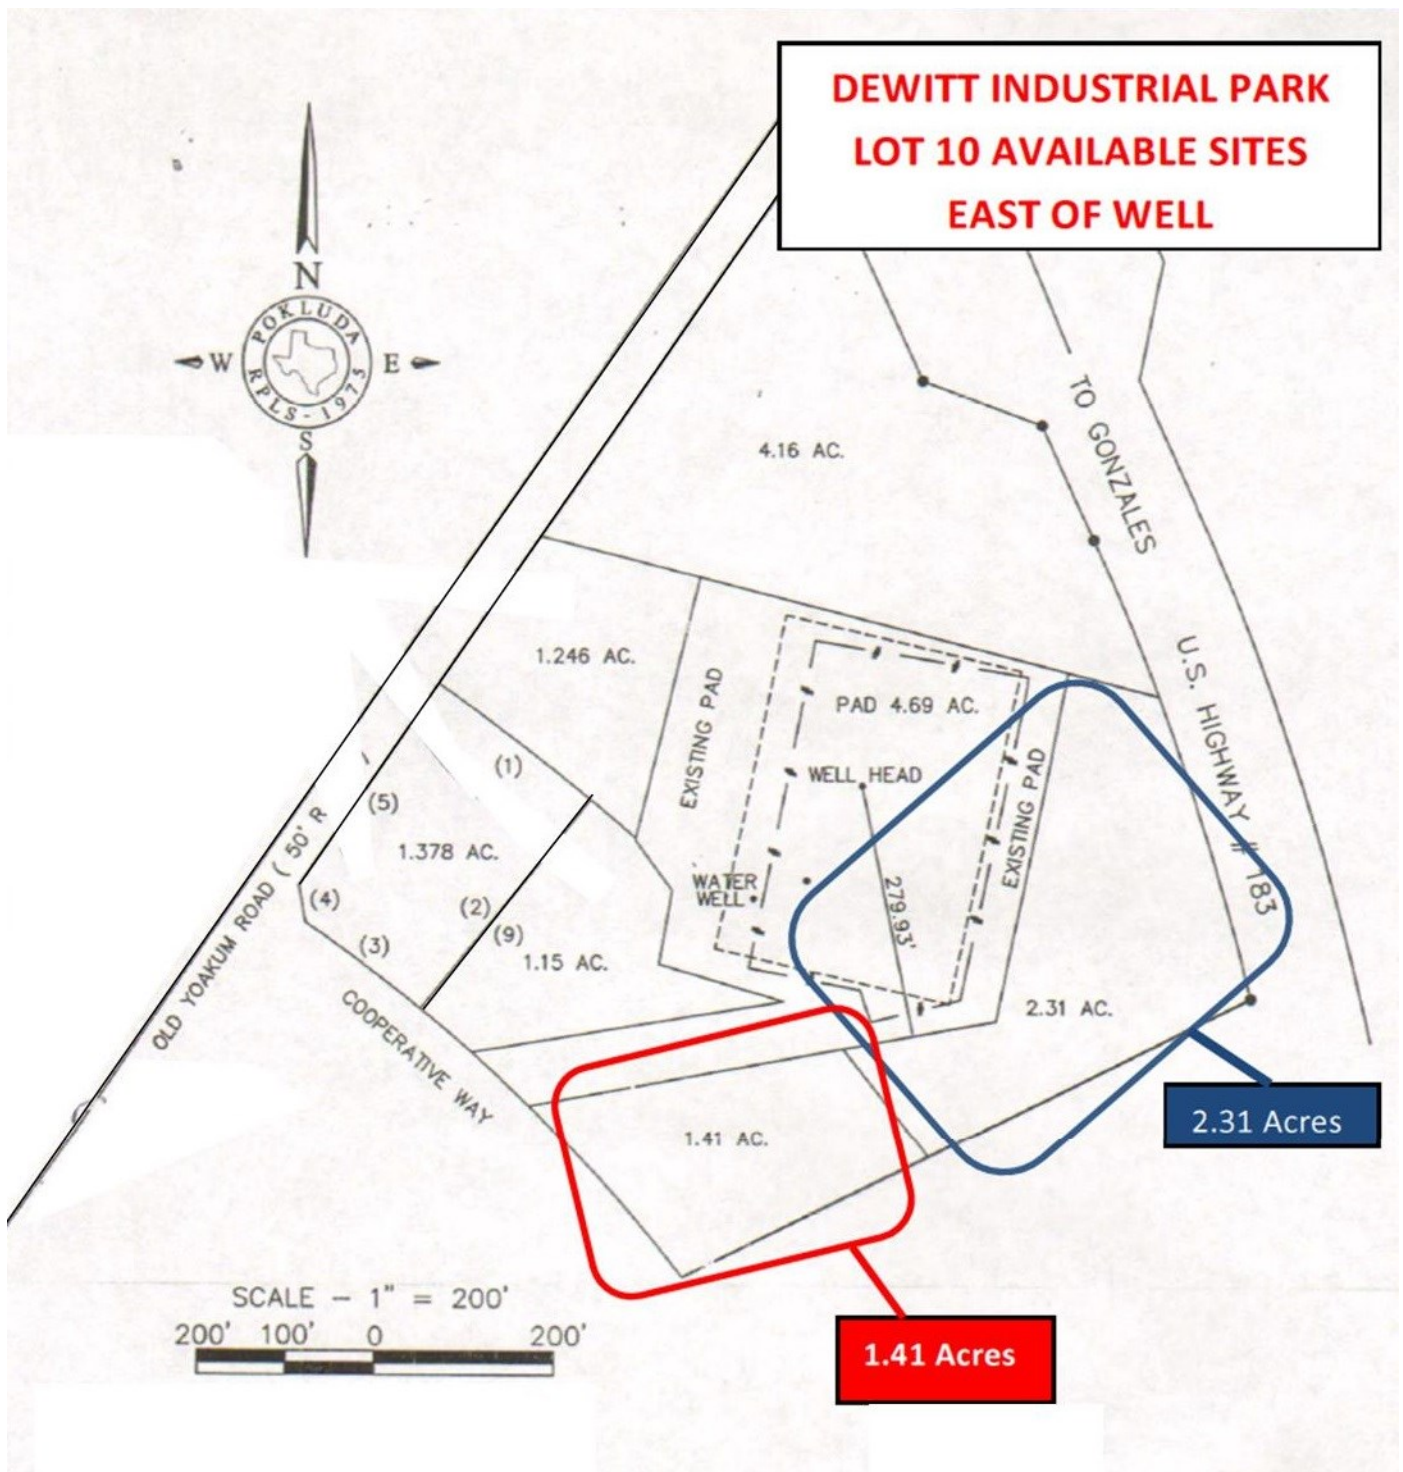 DEWITT INDUSTRIAL PARK
LOT 10 AVAILABLE SITES
EAST OF WELL
N
POKLUDA
W
E
RPLS-1975
S
TO GONZALES
4.16 AC.
1.246 AC.
U.S. HIGHWAY # 183
EXISTING PAD
PAD 4.69 AC.
WELL HEAD
EXISTING PAD
(1)
(5)
1.378 AC.
OLD YOAKUM ROAD ( 50' R
WATER
WELL
279.93'
(4)
(2)
(3)
(9)
1.15 AC.
2.31 AC.
COOPERATIVE WAY
2.31 Acres
1.41 AC.
SCALE - 1" = 200'
200' 100' 0 200'
1.41 Acres